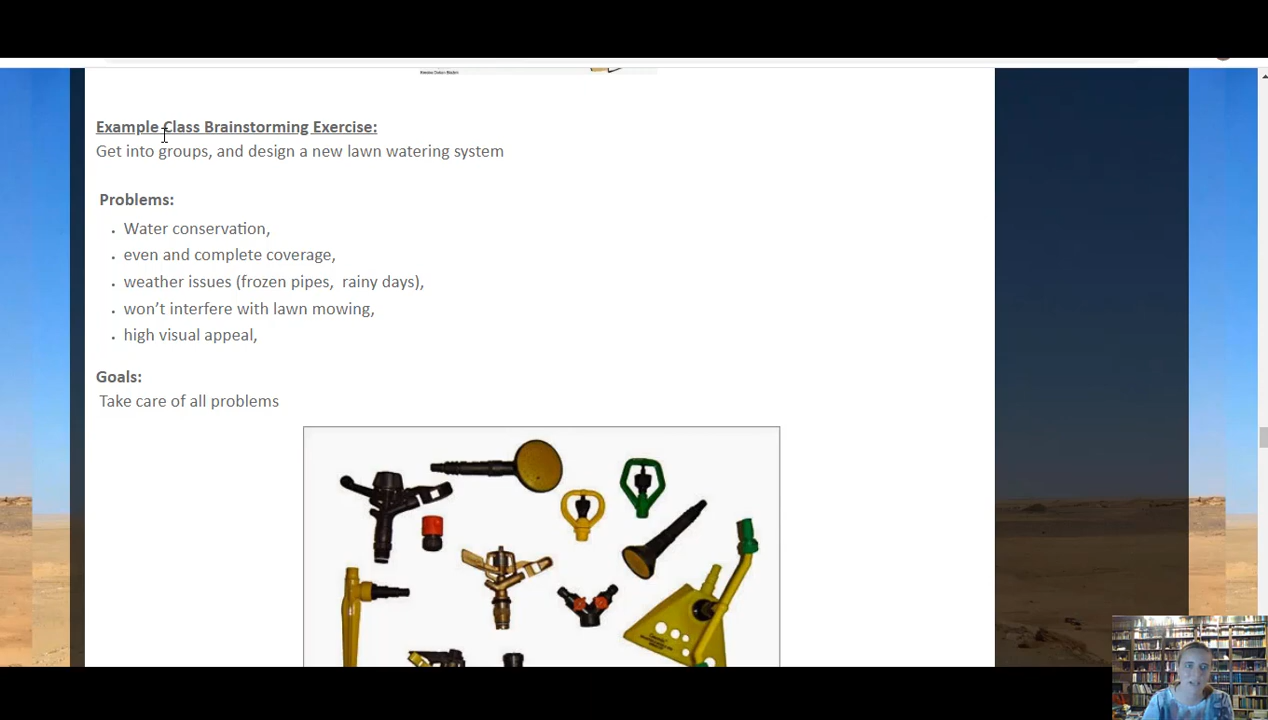 Example Class Brainstorming Exercise:
Get into groups, and design a new lawn watering system
Problems:
• Water conservation,
• even and complete coverage,
• weather issues (frozen pipes, rainy days),
• won’t interfere with lawn mowing,
• high visual appeal,
Goals:
Take care of all problems